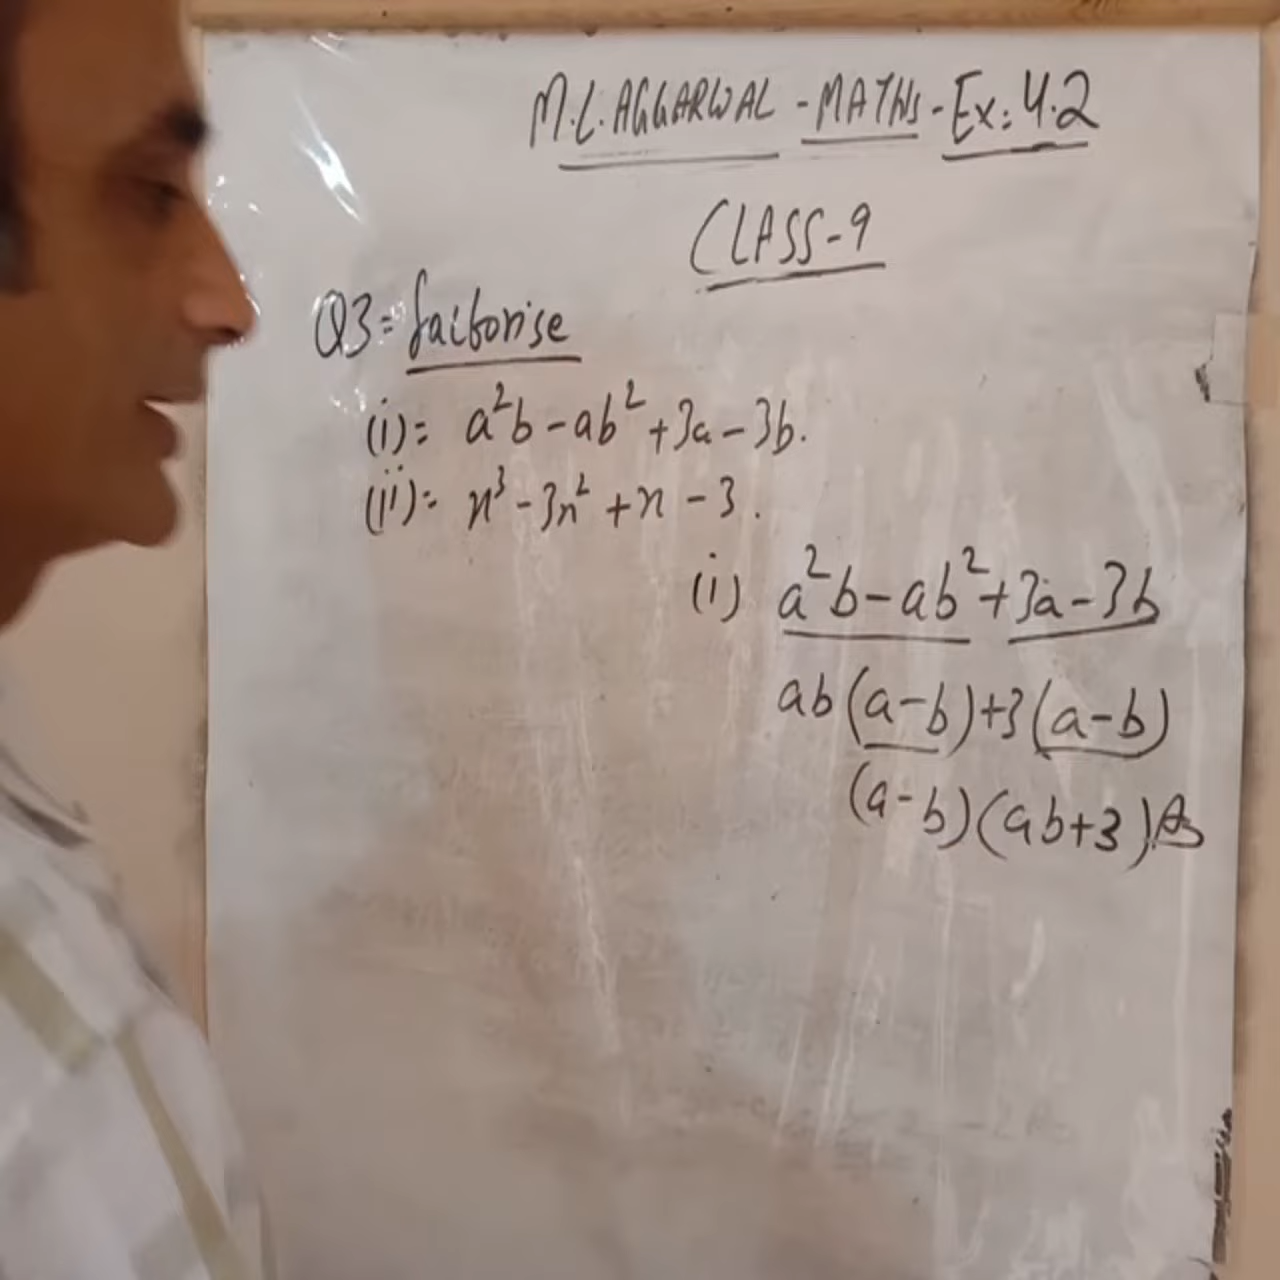 M.L. AGGARWAL - MATHS - Ex: 4.2
CLASS-9
Q3= factorise
(i)= a²b - ab² + 3a - 3b.
(ii)= x³ - 3x² + x - 3.
(i) a²b - ab² + 3a - 3b
ab(a-b)+3(a-b)
(a-b)(ab+3) As